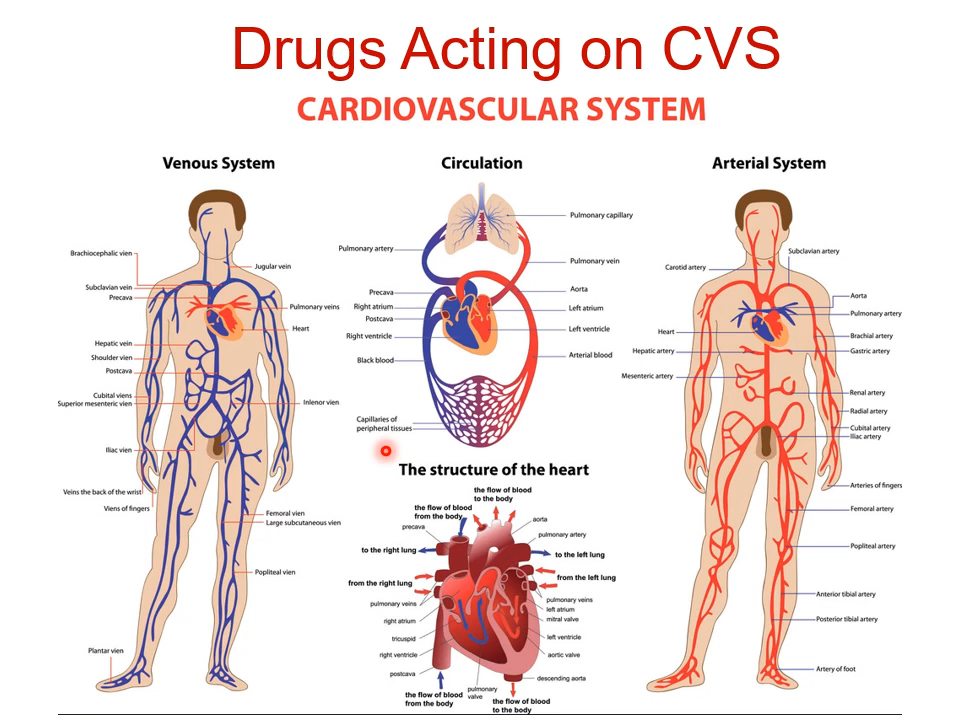 Drugs Acting on CVS
CARDIOVASCULAR SYSTEM
Venous System
Brachiocephalic vien
Jugular vein
Subclavian vein
Precava
Pulmonary veins
Heart
Hepatic vein
Shoulder vien
Postcava
Cubital viens
Superior mesenteric vien
Inlenor vien
Iliac vien
Veins the back of the wrist
Viens of fingers
Femoral vien
Large subcutaneous vien
Popliteal vien
Plantar vien
Circulation
Pulmonary capillary
Pulmonary artery
Pulmonary vein
Precava
Aorta
Right atrium
Left atrium
Postcava
Right ventricle
Left ventricle
Black blood
Arterial blood
Capillaries of
peripheral tissues
The structure of the heart
the flow of blood
to the body
the flow of blood
from the body
precava
aorta
pulmonary artery
to the right lung
to the left lung
from the right lung
from the left lung
pulmonary veins
pulmonary veins
left atrium
right atrium
mitral valve
tricuspid
left ventricle
right ventricle
aortic valve
postcava
descending aorta
pulmonary
valve
the flow of blood
from the body
the flow of blood
to the body
Arterial System
Subclavian artery
Carotid artery
Aorta
Pulmonary artery
Heart
Brachial artery
Hepatic artery
Gastric artery
Mesenteric artery
Renal artery
Radial artery
Cubital artery
Iliac artery
Arteries of fingers
Femoral artery
Popliteal artery
Anterior tibial artery
Posterior tibial artery
Artery of foot